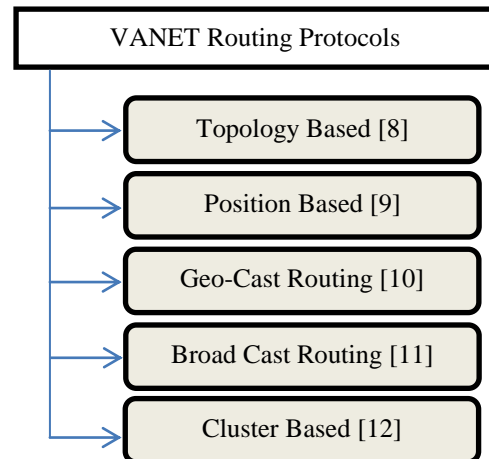 VANET Routing Protocols
Topology Based [8]
Position Based [9]
Geo-Cast Routing [10]
Broad Cast Routing [11]
Cluster Based [12]